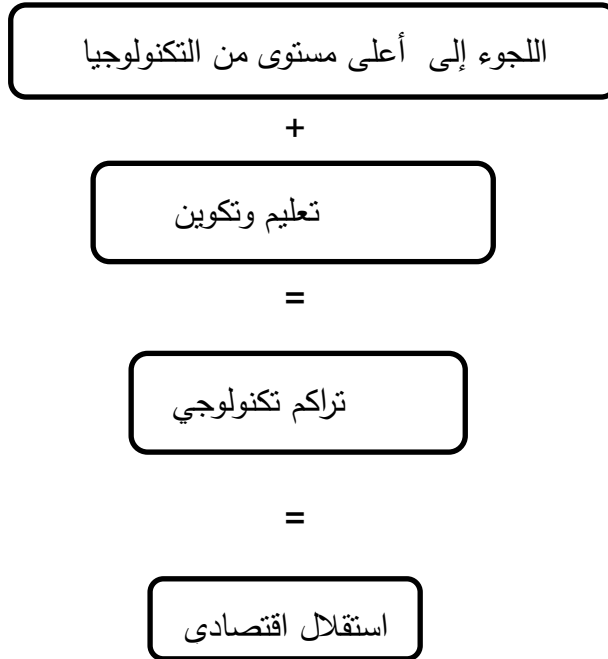 اللجوء إلى أعلى مستوى من التكنولوجيا
+
تعليم وتكوين
=
تراكم تكنولوجي
=
استقلال اقتصادى